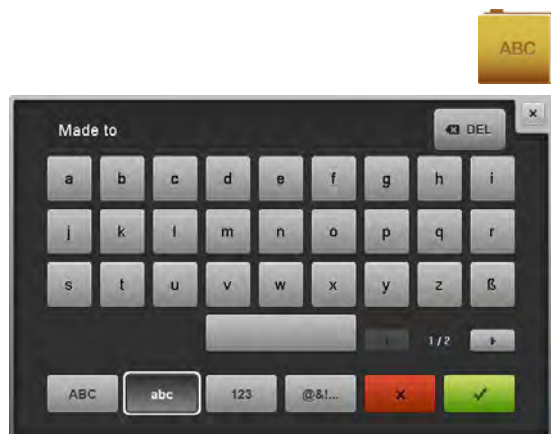 ABC
Made to DEL
a b c d e f g h i
j k l m n o p q r
s t u v w x y z ß
1/2
ABC abc 123 @&!...